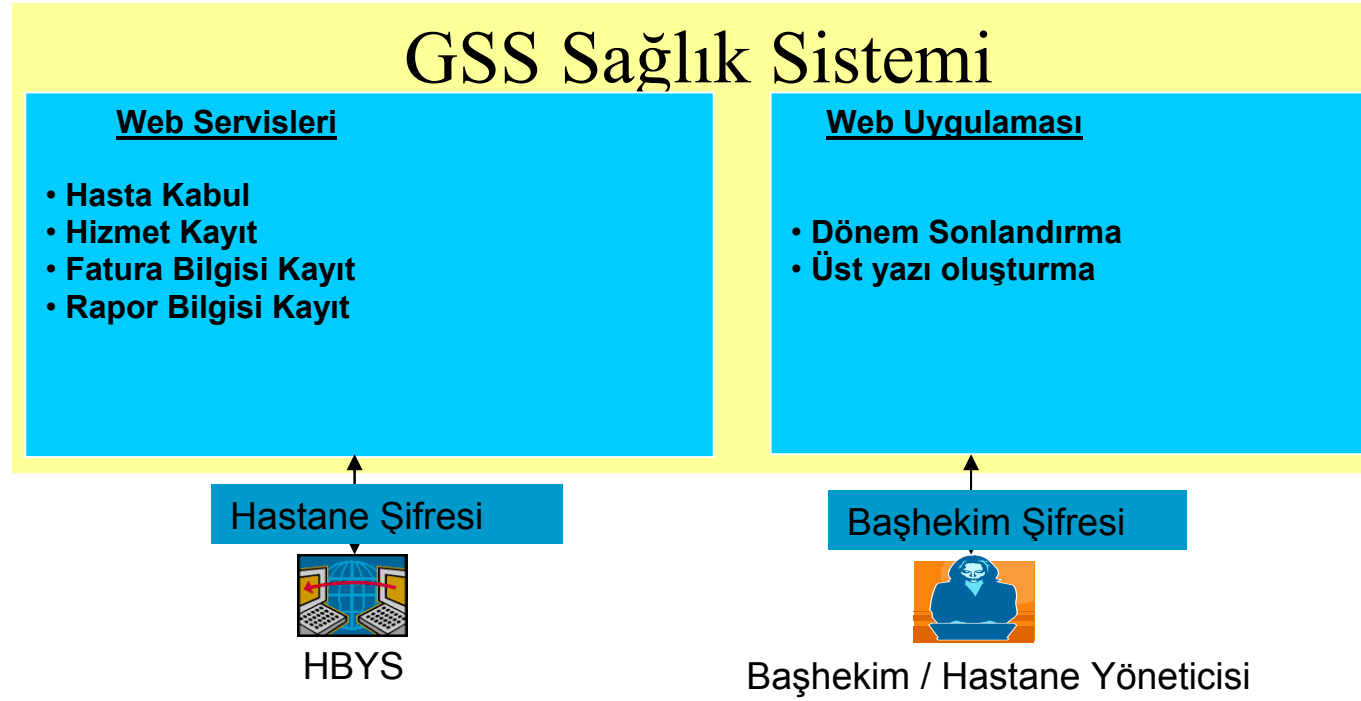 GSS Sağlık Sistemi
Web Servisleri
• Hasta Kabul
• Hizmet Kayıt
• Fatura Bilgisi Kayıt
• Rapor Bilgisi Kayıt
Web Uygulaması
• Dönem Sonlandırma
• Üst yazı oluşturma
Hastane Şifresi
Başhekim Şifresi
HBYS
Başhekim / Hastane Yöneticisi